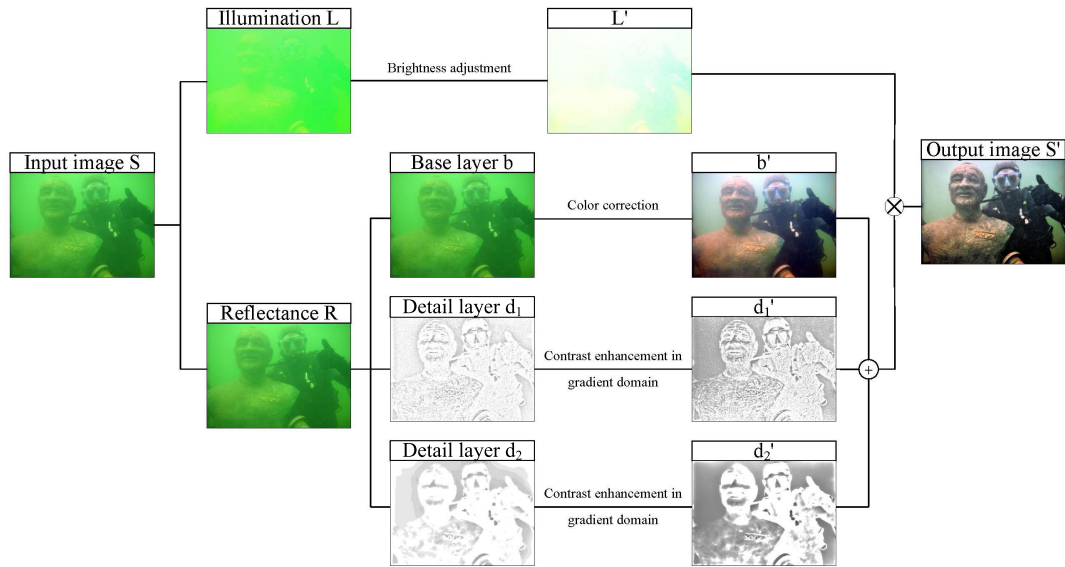 Illumination L
L'
Brightness adjustment
Input image S
Base layer b
b'
Output image S'
Color correction
Reflectance R
Detail layer d₁
d₁'
Contrast enhancement in
gradient domain
Detail layer d₂
d₂'
Contrast enhancement in
gradient domain